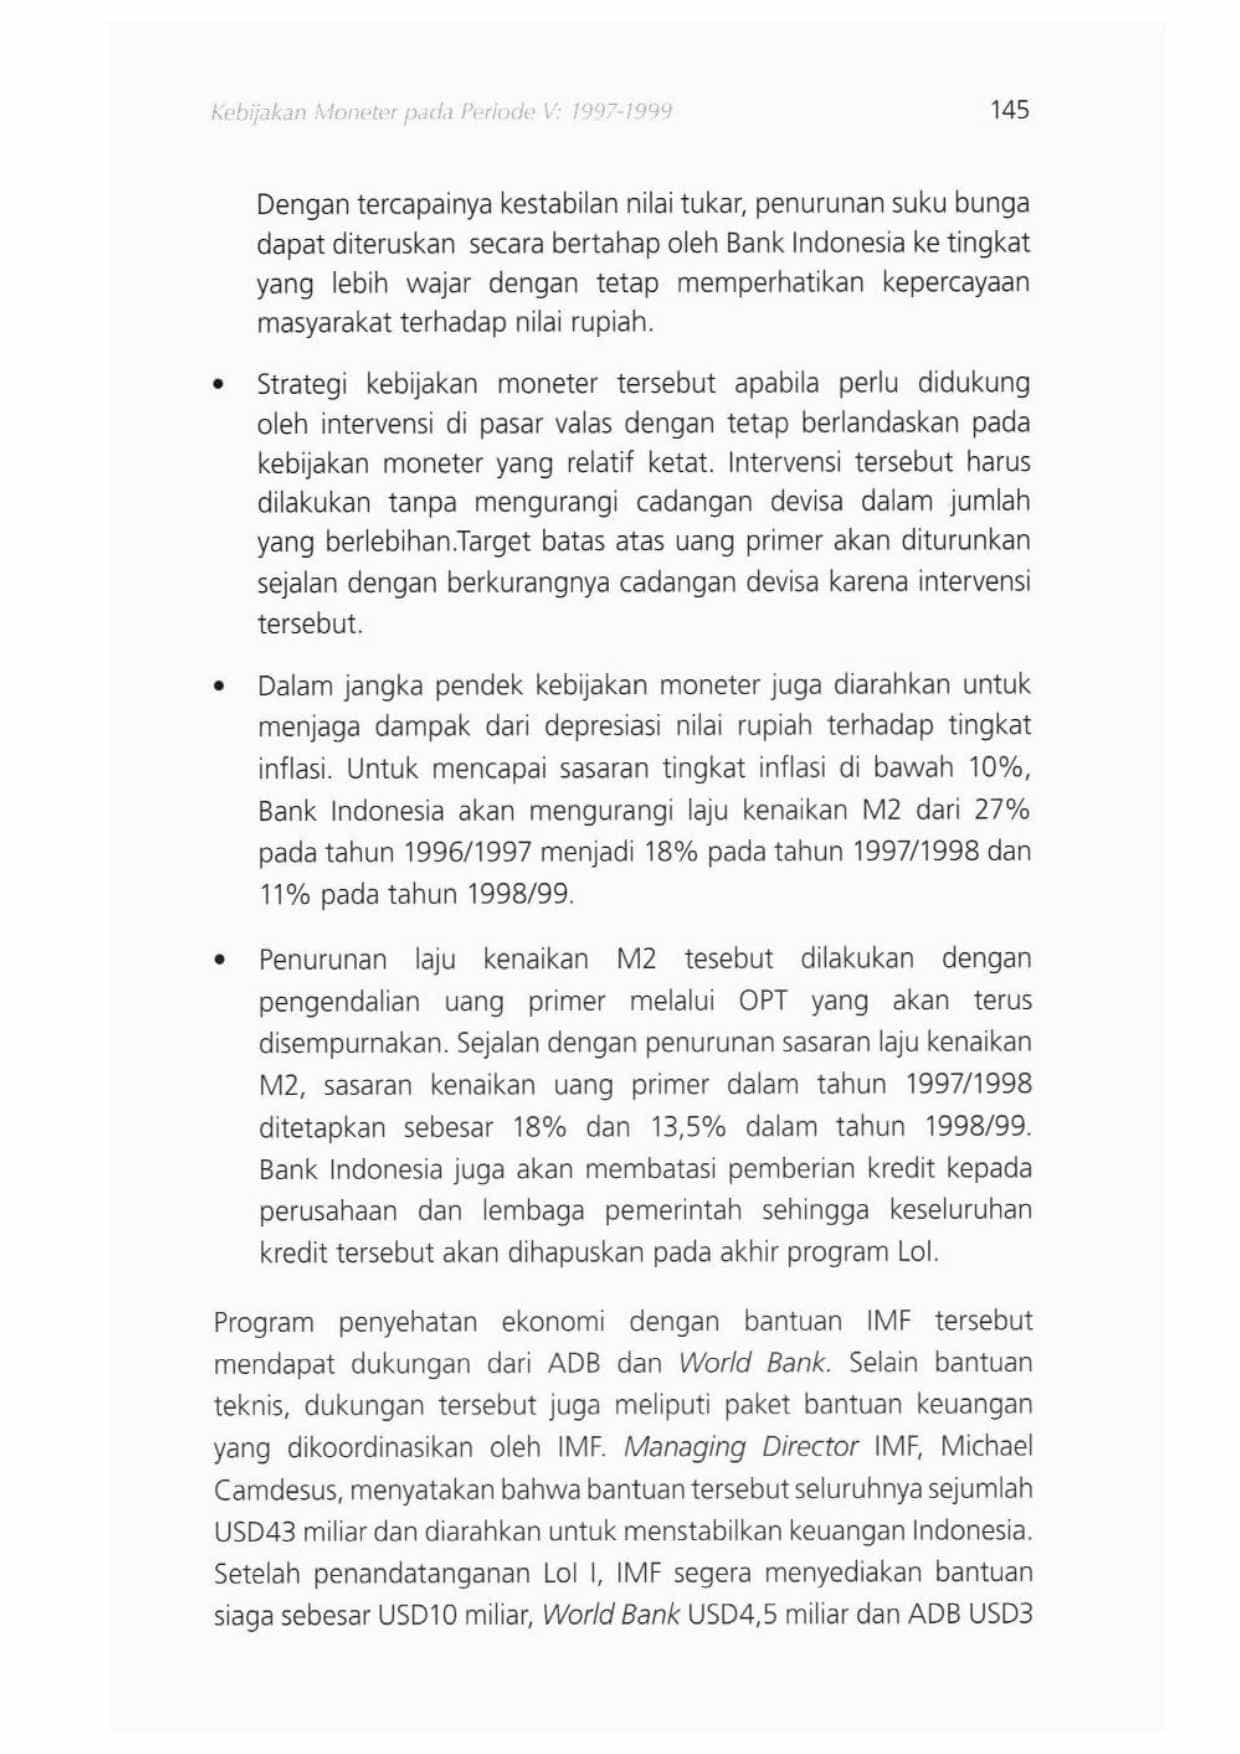 Kebijakan Moneter pada Periode V: 1997-1999 145
Dengan tercapainya kestabilan nilai tukar, penurunan suku bunga
dapat diteruskan secara bertahap oleh Bank Indonesia ke tingkat
yang lebih wajar dengan tetap memperhatikan kepercayaan
masyarakat terhadap nilai rupiah.
• Strategi kebijakan moneter tersebut apabila perlu didukung
oleh intervensi di pasar valas dengan tetap berlandaskan pada
kebijakan moneter yang relatif ketat. Intervensi tersebut harus
dilakukan tanpa mengurangi cadangan devisa dalam jumlah
yang berlebihan.Target batas atas uang primer akan diturunkan
sejalan dengan berkurangnya cadangan devisa karena intervensi
tersebut.
• Dalam jangka pendek kebijakan moneter juga diarahkan untuk
menjaga dampak dari depresiasi nilai rupiah terhadap tingkat
inflasi. Untuk mencapai sasaran tingkat inflasi di bawah 10%,
Bank Indonesia akan mengurangi laju kenaikan M2 dari 27%
pada tahun 1996/1997 menjadi 18% pada tahun 1997/1998 dan
11% pada tahun 1998/99.
• Penurunan laju kenaikan M2 tesebut dilakukan dengan
pengendalian uang primer melalui OPT yang akan terus
disempurnakan. Sejalan dengan penurunan sasaran laju kenaikan
M2, sasaran kenaikan uang primer dalam tahun 1997/1998
ditetapkan sebesar 18% dan 13,5% dalam tahun 1998/99.
Bank Indonesia juga akan membatasi pemberian kredit kepada
perusahaan dan lembaga pemerintah sehingga keseluruhan
kredit tersebut akan dihapuskan pada akhir program LoI.
Program penyehatan ekonomi dengan bantuan IMF tersebut
mendapat dukungan dari ADB dan World Bank. Selain bantuan
teknis, dukungan tersebut juga meliputi paket bantuan keuangan
yang dikoordinasikan oleh IMF. Managing Director IMF, Michael
Camdesus, menyatakan bahwa bantuan tersebut seluruhnya sejumlah
USD43 miliar dan diarahkan untuk menstabilkan keuangan Indonesia.
Setelah penandatanganan LoI I, IMF segera menyediakan bantuan
siaga sebesar USD10 miliar, World Bank USD4,5 miliar dan ADB USD3